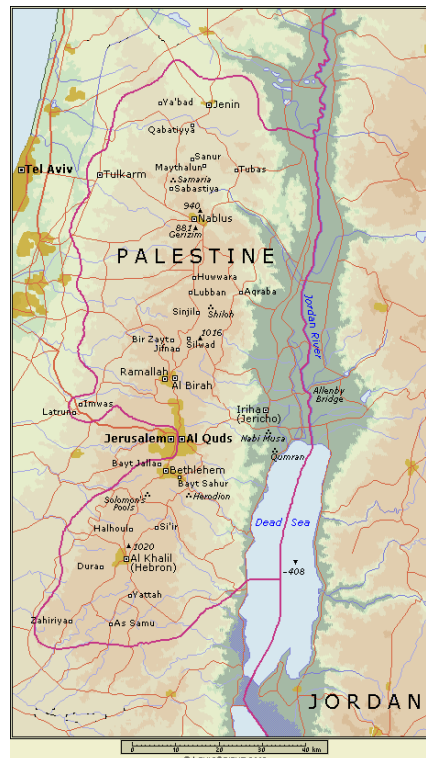 Ya'bad
Jenin
Qabatiyya
Sanur
Maythalun
Tubas
Tel Aviv
Tulkarm
Samaria
Sabastiya
940
Nablus
881
Gerizim
PALESTINE
Huwwara
Lubban
Aqraba
Sinjil
Shiloh
Jordan River
1016
Bir Zayt
Silwad
Jifna
Ramallah
Al Birah
Allenby
Bridge
Imwas
Latrun
Iriha
(Jericho)
Jerusalem
Al Quds
Nabi Musa
Qumran
Bayt Jalla
Bethlehem
Bayt Sahur
Solomon's
Pools
Herodion
Dead Sea
Halhoul
Si'ir
1020
Al Khalil
(Hebron)
Dura
-408
Yattah
Zahiriya
As Samu
JORDAN
0 10 20 30 40 km